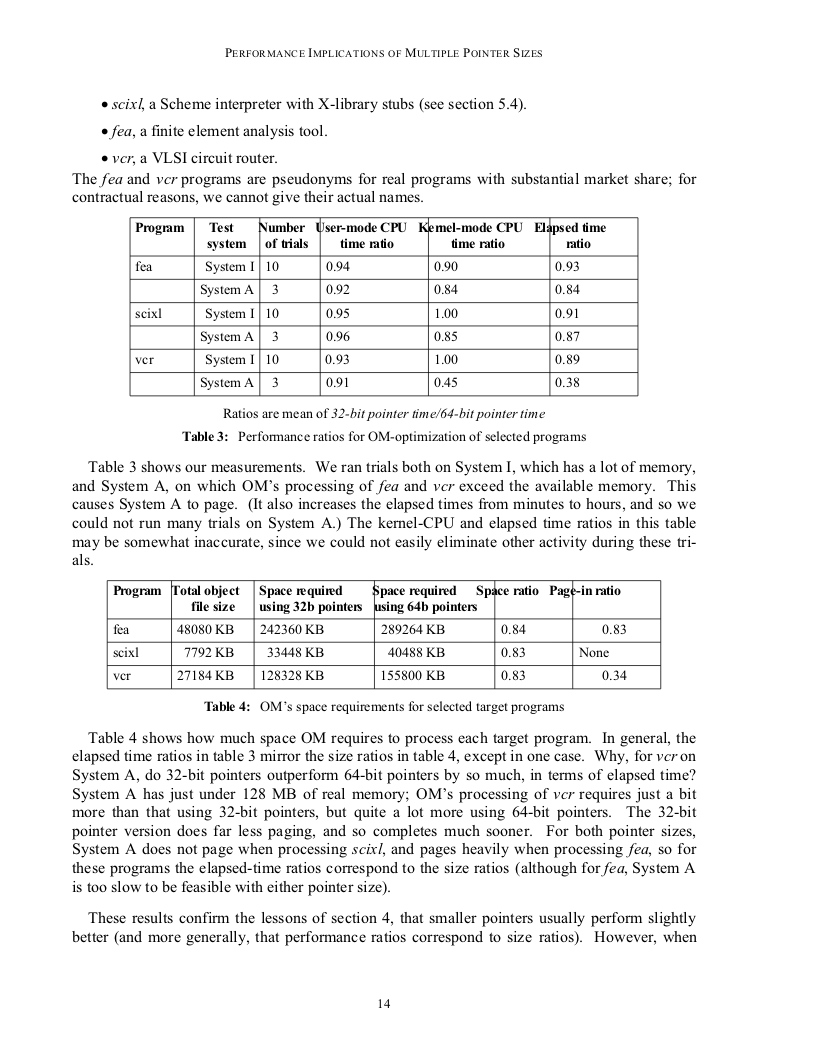 PERFORMANCE IMPLICATIONS OF MULTIPLE POINTER SIZES
• scixl, a Scheme interpreter with X-library stubs (see section 5.4).
• fea, a finite element analysis tool.
• vcr, a VLSI circuit router.
The fea and vcr programs are pseudonyms for real programs with substantial market share; for
contractual reasons, we cannot give their actual names.
Program Test Number User-mode CPU Kernel-mode CPU Elapsed time
system of trials time ratio time ratio ratio
fea System I 10 0.94 0.90 0.93
System A 3 0.92 0.84 0.84
scixl System I 10 0.95 1.00 0.91
System A 3 0.96 0.85 0.87
vcr System I 10 0.93 1.00 0.89
System A 3 0.91 0.45 0.38
Ratios are mean of 32-bit pointer time/64-bit pointer time
Table 3: Performance ratios for OM-optimization of selected programs
Table 3 shows our measurements. We ran trials both on System I, which has a lot of memory,
and System A, on which OM's processing of fea and vcr exceed the available memory. This
causes System A to page. (It also increases the elapsed times from minutes to hours, and so we
could not run many trials on System A.) The kernel-CPU and elapsed time ratios in this table
may be somewhat inaccurate, since we could not easily eliminate other activity during these tri-
als.
Program Total object Space required Space required Space ratio Page-in ratio
file size using 32b pointers using 64b pointers
fea 48080 KB 242360 KB 289264 KB 0.84 0.83
scixl 7792 KB 33448 KB 40488 KB 0.83 None
vcr 27184 KB 128328 KB 155800 KB 0.83 0.34
Table 4: OM's space requirements for selected target programs
Table 4 shows how much space OM requires to process each target program. In general, the
elapsed time ratios in table 3 mirror the size ratios in table 4, except in one case. Why, for vcr on
System A, do 32-bit pointers outperform 64-bit pointers by so much, in terms of elapsed time?
System A has just under 128 MB of real memory; OM's processing of vcr requires just a bit
more than that using 32-bit pointers, but quite a lot more using 64-bit pointers. The 32-bit
pointer version does far less paging, and so completes much sooner. For both pointer sizes,
System A does not page when processing scixl, and pages heavily when processing fea, so for
these programs the elapsed-time ratios correspond to the size ratios (although for fea, System A
is too slow to be feasible with either pointer size).
These results confirm the lessons of section 4, that smaller pointers usually perform slightly
better (and more generally, that performance ratios correspond to size ratios). However, when
14